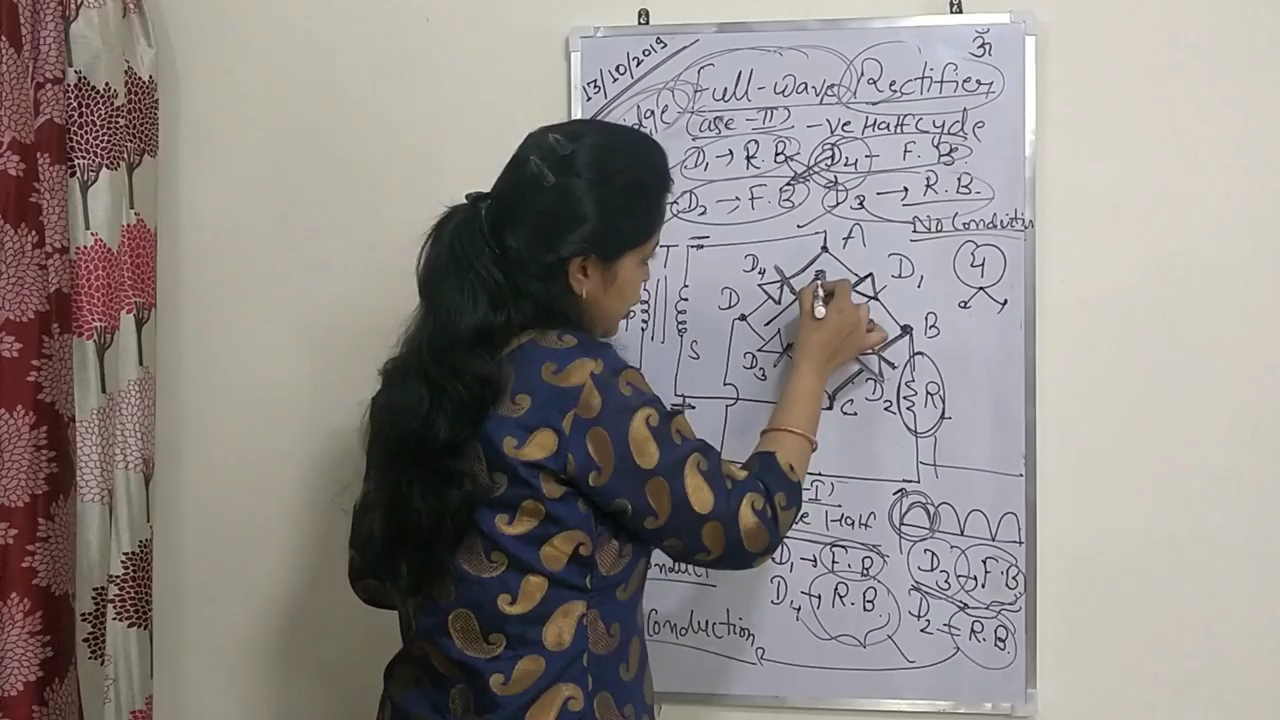 ॐ
13/10/2019
Full-wave Rectifier
(Case-II) -ve Half Cycle
D1 → R.B D4 - F.B.
D2 → F.B D3 → R.B.
No Conduction
T A
D4 D1 4
D B
P S D3 D2 R
C
-I)
ve Half
D1 → F.B D3 → F.B
D4 → R.B. D2 → R.B.
Conduction